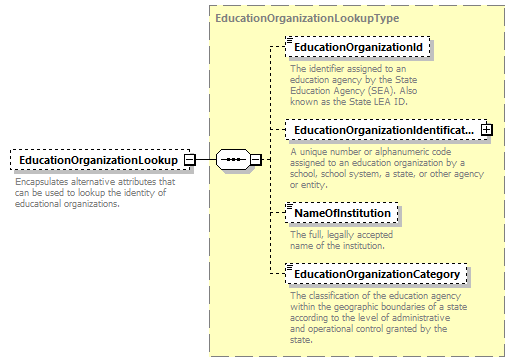 EducationOrganizationLookupType
EducationOrganizationId
The identifier assigned to an
education agency by the State
Education Agency (SEA). Also
known as the State LEA ID.
EducationOrganizationIdentificat...
A unique number or alphanumeric code
assigned to an education organization by a
school, school system, a state, or other agency
or entity.
EducationOrganizationLookup
Encapsulates alternative attributes that
can be used to lookup the identity of
educational organizations.
NameOfInstitution
The full, legally accepted
name of the institution.
EducationOrganizationCategory
The classification of the education agency
within the geographic boundaries of a state
according to the level of administrative
and operational control granted by the
state.